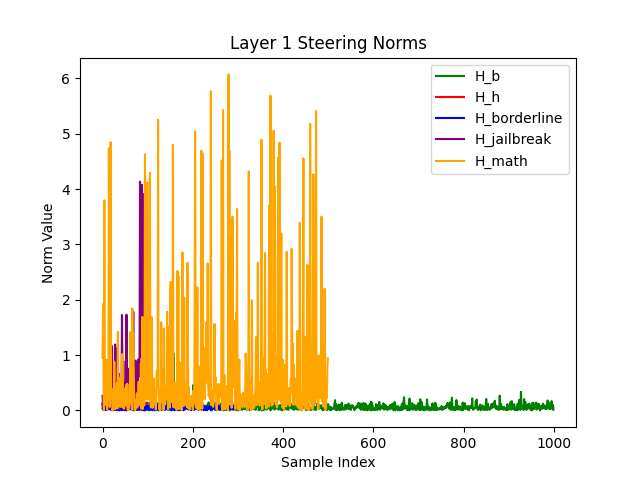 Layer 1 Steering Norms
Norm Value
6
5
4
3
2
1
0
H_b
H_h
H_borderline
H_jailbreak
H_math
0
200
400
600
800
1000
Sample Index